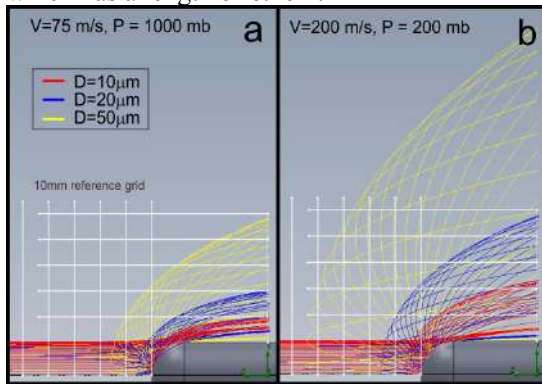 V=75 m/s, P = 1000 mb
a
D=10μm
D=20μm
D=50μm
10mm reference grid
V=200 m/s, P = 200 mb
b